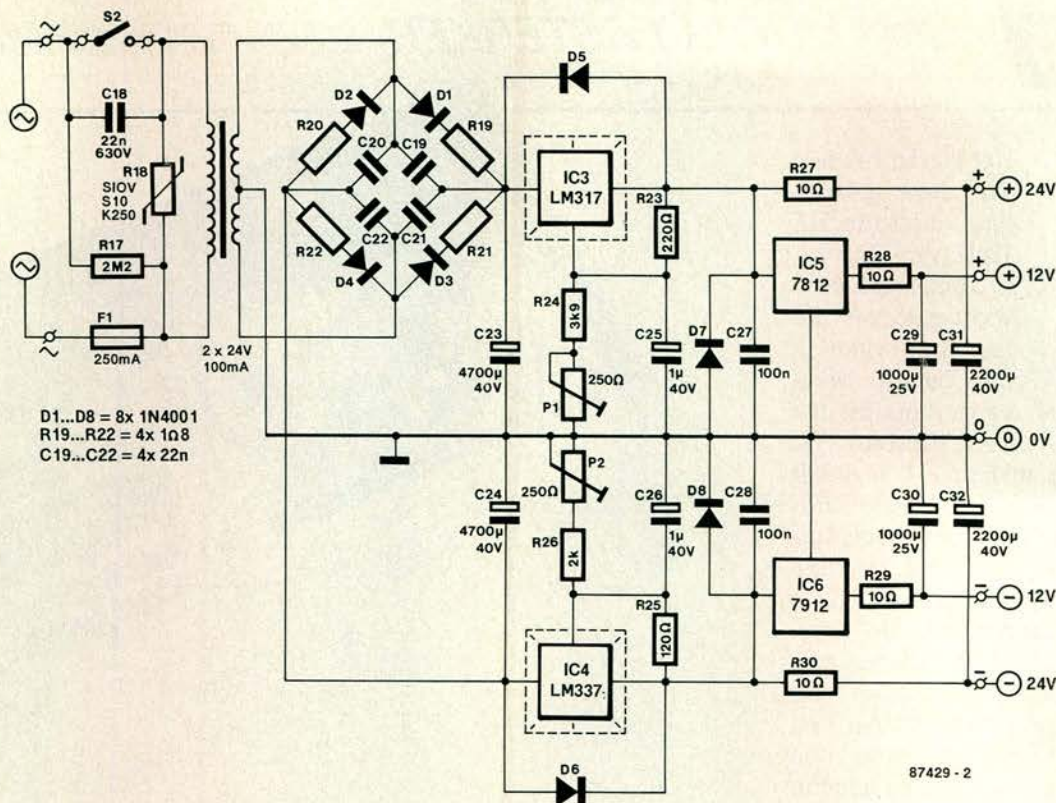 S2
C18
22n
630V
R18
SIOV
S10
K250
R17
2M2
F1
250mA
2 x 24V
100mA
D1...D8 = 8x 1N4001
R19...R22 = 4x 1Ω8
C19...C22 = 4x 22n
D2
D1
R20
R19
C20
C19
C22
C21
R22
R21
D4
D3
D5
IC3
LM317
R23
220Ω
R24
3k9
C23
4700µ
40V
250Ω
P1
C25
1µ
40V
D7
C27
100n
R27
10Ω
IC5
7812
R28
10Ω
C29
1000µ
25V
C31
2200µ
40V
+
+
24V
+
+
12V
0
0
0V
P2
250Ω
C24
4700µ
40V
R26
2k
C26
1µ
40V
D8
C28
100n
IC6
7912
R29
10Ω
C30
1000µ
25V
C32
2200µ
40V
12V
R25
120Ω
IC4
LM337
R30
10Ω
24V
D6
87429 - 2